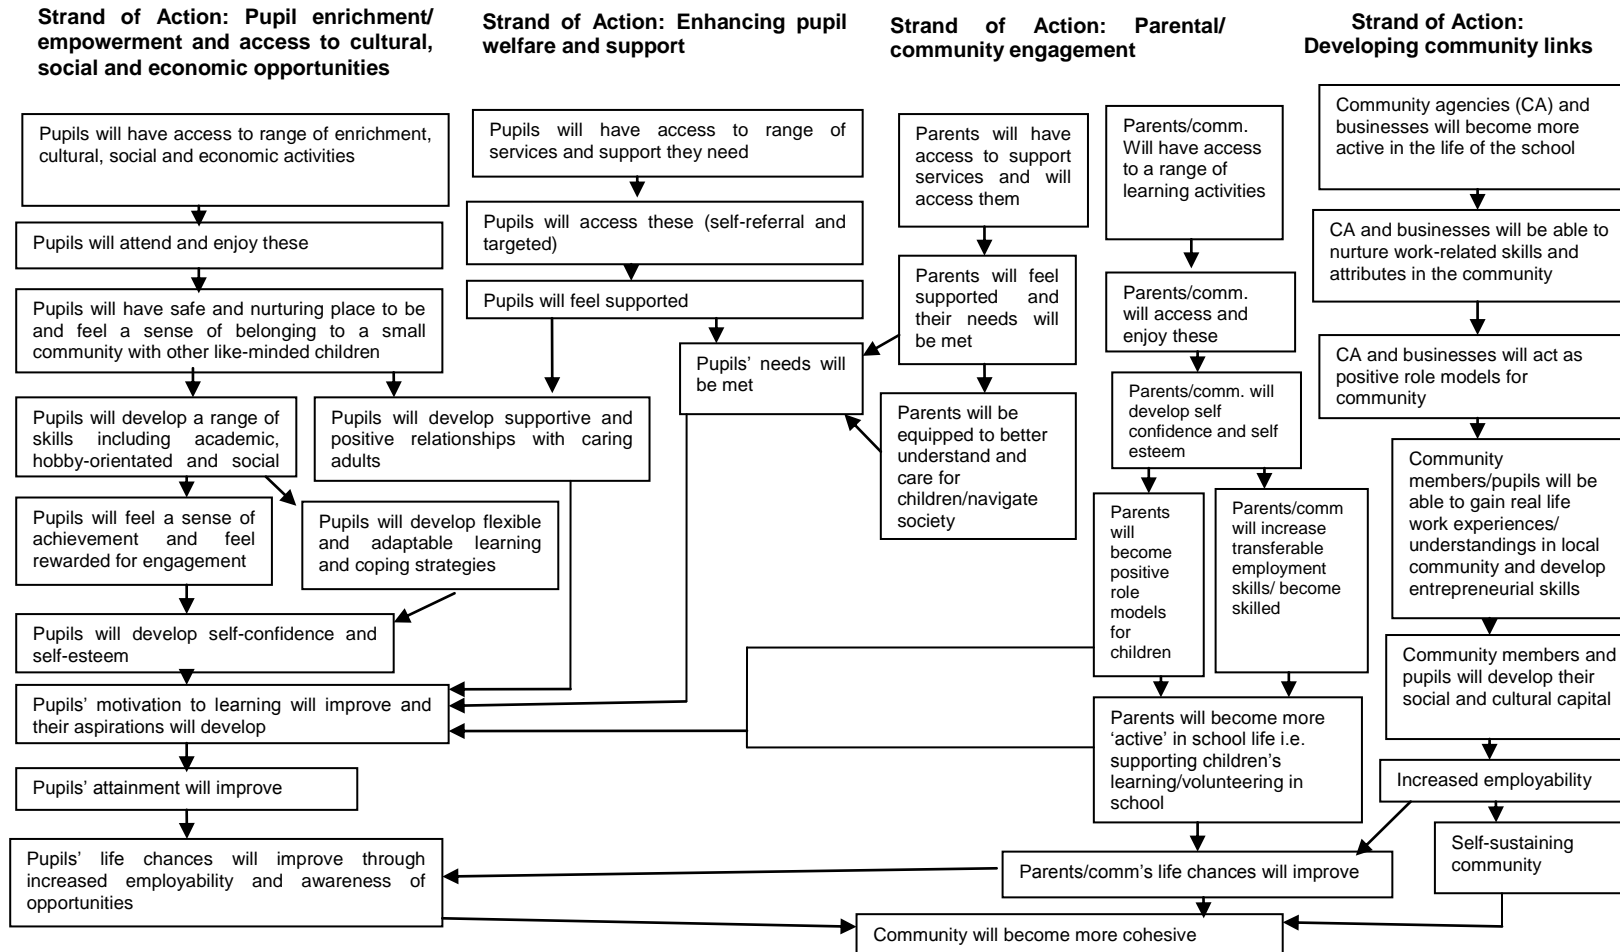 Strand of Action: Pupil enrichment/
empowerment and access to cultural,
social and economic opportunities
Strand of Action: Enhancing pupil
welfare and support
Strand of Action: Parental/
community engagement
Strand of Action:
Developing community links
Pupils will have access to range of enrichment,
cultural, social and economic activities
Pupils will attend and enjoy these
Pupils will have safe and nurturing place to be
and feel a sense of belonging to a small
community with other like-minded children
Pupils will develop a range of
skills including academic,
hobby-orientated and social
Pupils will develop supportive and
positive relationships with caring
adults
Pupils will feel a sense of
achievement and feel
rewarded for engagement
Pupils will develop flexible
and adaptable learning
and coping strategies
Pupils will develop self-confidence and
self-esteem
Pupils' motivation to learning will improve and
their aspirations will develop
Pupils' attainment will improve
Pupils' life chances will improve through
increased employability and awareness of
opportunities
Pupils will have access to range of
services and support they need
Pupils will access these (self-referral and
targeted)
Pupils will feel supported
Pupils' needs will
be met
Parents will have
access to support
services and will
access them
Parents will feel
supported and
their needs will
be met
Parents will be
equipped to better
understand and
care for
children/navigate
society
Parents/comm.
Will have access
to a range of
learning activities
Parents/comm.
will access and
enjoy these
Parents/comm. will
develop self
confidence and self
esteem
Parents
will
become
positive
role
models
for
children
Parents/comm
will increase
transferable
employment
skills/ become
skilled
Parents will become more
'active' in school life i.e.
supporting children's
learning/volunteering in
school
Parents/comm's life chances will improve
Community will become more cohesive
Community agencies (CA) and
businesses will become more
active in the life of the school
CA and businesses will be able to
nurture work-related skills and
attributes in the community
CA and businesses will act as
positive role models for
community
Community
members/pupils will be
able to gain real life
work experiences/
understandings in local
community and develop
entrepreneurial skills
Community members and
pupils will develop their
social and cultural capital
Increased employability
Self-sustaining
community